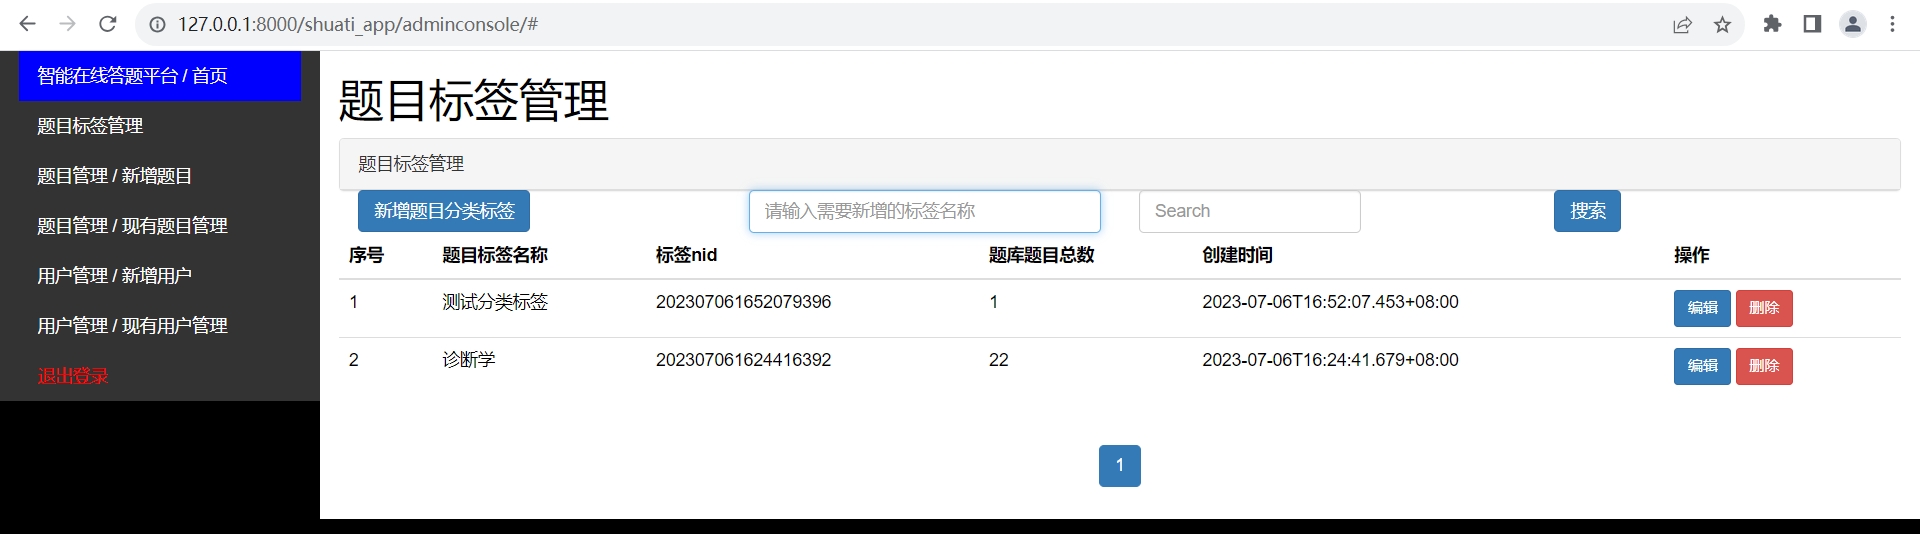 127.0.0.1:8000/shuati_app/adminconsole/#
智能在线答题平台 / 首页
题目标签管理
题目管理 / 新增题目
题目管理 / 现有题目管理
用户管理 / 新增用户
用户管理 / 现有用户管理
退出登录
题目标签管理
题目标签管理
新增题目分类标签 请输入需要新增的标签名称 Search 搜索
序号 题目标签名称 标签nid 题库题目总数 创建时间 操作
1 测试分类标签 202307061652079396 1 2023-07-06T16:52:07.453+08:00 编辑 删除
2 诊断学 202307061624416392 22 2023-07-06T16:24:41.679+08:00 编辑 删除
1